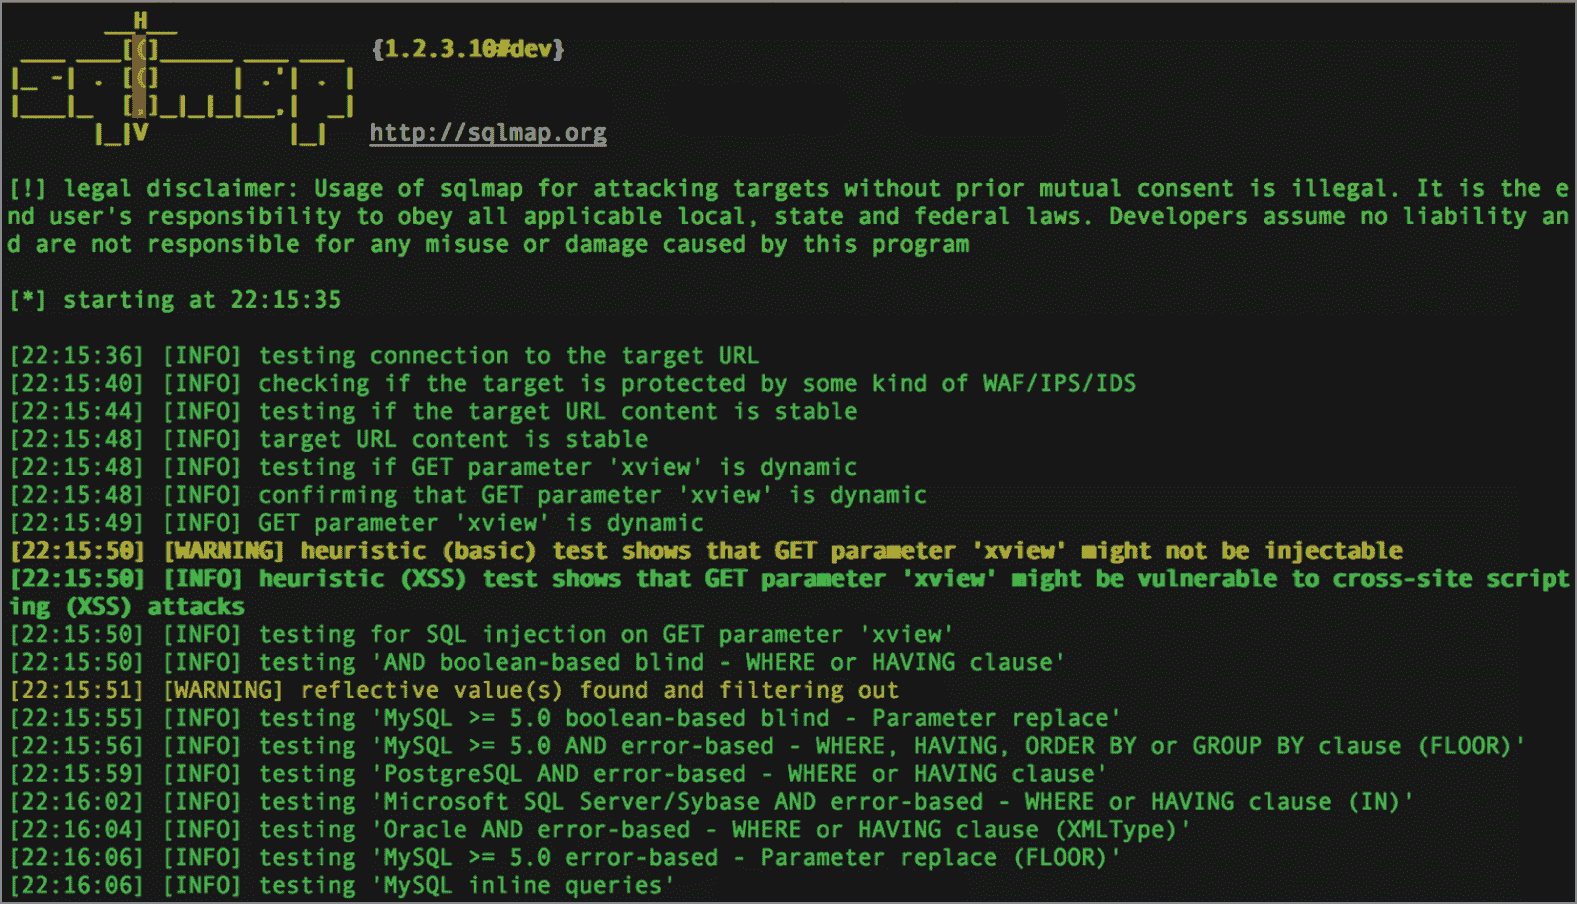 __H__
 ___ ___[(]_____ ___ ___  {1.2.3.10#dev}
|_ -| . [(]     | .'| . |
|___|_  [,]_|_|_|__,|  _|
      |_|V          |_|   http://sqlmap.org
[!] legal disclaimer: Usage of sqlmap for attacking targets without prior mutual consent is illegal. It is the e
nd user's responsibility to obey all applicable local, state and federal laws. Developers assume no liability an
d are not responsible for any misuse or damage caused by this program
[*] starting at 22:15:35
[22:15:36] [INFO] testing connection to the target URL
[22:15:40] [INFO] checking if the target is protected by some kind of WAF/IPS/IDS
[22:15:44] [INFO] testing if the target URL content is stable
[22:15:48] [INFO] target URL content is stable
[22:15:48] [INFO] testing if GET parameter 'xview' is dynamic
[22:15:48] [INFO] confirming that GET parameter 'xview' is dynamic
[22:15:49] [INFO] GET parameter 'xview' is dynamic
[22:15:50] [WARNING] heuristic (basic) test shows that GET parameter 'xview' might not be injectable
[22:15:50] [INFO] heuristic (XSS) test shows that GET parameter 'xview' might be vulnerable to cross-site script
ing (XSS) attacks
[22:15:50] [INFO] testing for SQL injection on GET parameter 'xview'
[22:15:50] [INFO] testing 'AND boolean-based blind - WHERE or HAVING clause'
[22:15:51] [WARNING] reflective value(s) found and filtering out
[22:15:55] [INFO] testing 'MySQL >= 5.0 boolean-based blind - Parameter replace'
[22:15:56] [INFO] testing 'MySQL >= 5.0 AND error-based - WHERE, HAVING, ORDER BY or GROUP BY clause (FLOOR)'
[22:15:59] [INFO] testing 'PostgreSQL AND error-based - WHERE or HAVING clause'
[22:16:02] [INFO] testing 'Microsoft SQL Server/Sybase AND error-based - WHERE or HAVING clause (IN)'
[22:16:04] [INFO] testing 'Oracle AND error-based - WHERE or HAVING clause (XMLType)'
[22:16:06] [INFO] testing 'MySQL >= 5.0 error-based - Parameter replace (FLOOR)'
[22:16:06] [INFO] testing 'MySQL inline queries'